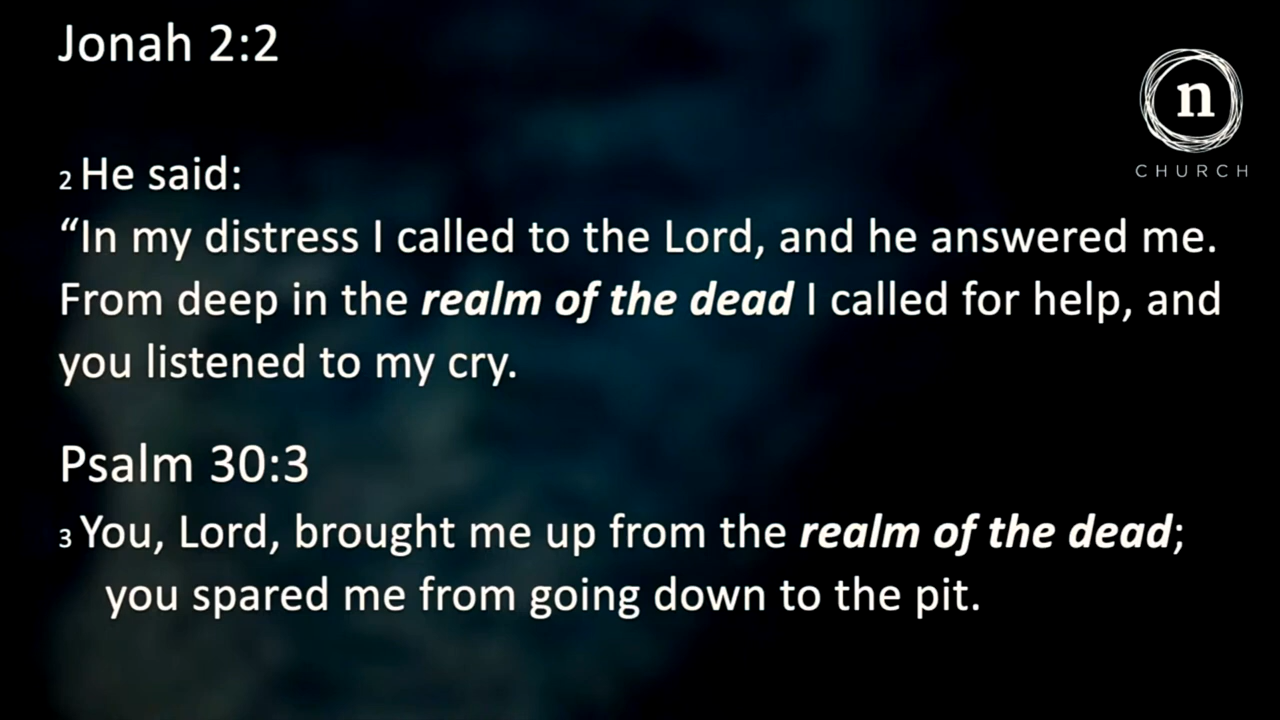 Jonah 2:2
n
CHURCH
2 He said:
“In my distress I called to the Lord, and he answered me.
From deep in the realm of the dead I called for help, and
you listened to my cry.
Psalm 30:3
3 You, Lord, brought me up from the realm of the dead;
you spared me from going down to the pit.